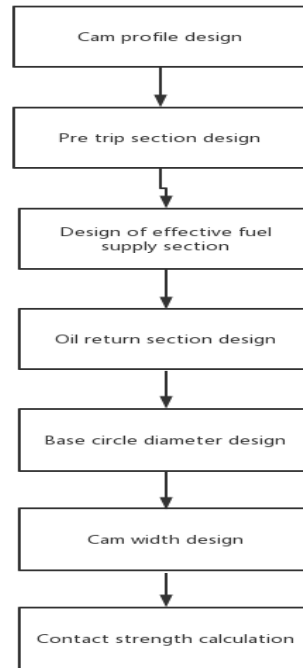 Cam profile design
Pre trip section design
Design of effective fuel
supply section
Oil return section design
Base circle diameter design
Cam width design
Contact strength calculation